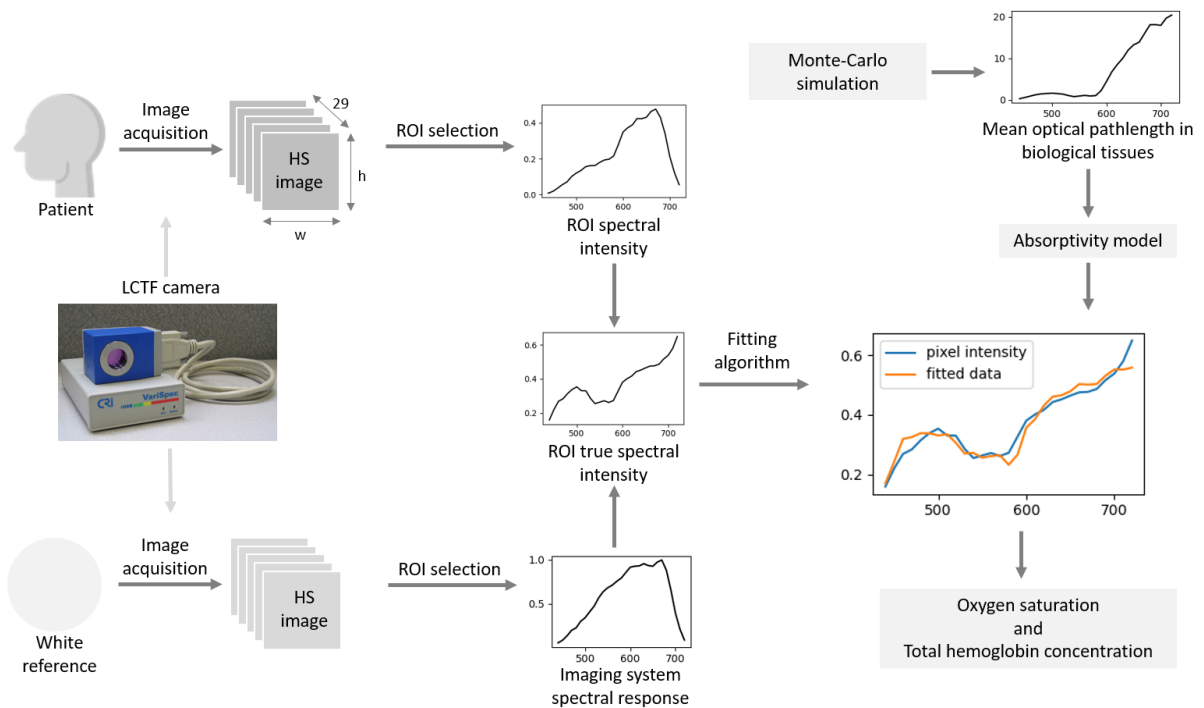 Patient
Image
acquisition
29
HS
image
h
w
ROI selection
0.4
0.2
0.0
500
600
700
ROI spectral
intensity
Monte-Carlo
simulation
20
10
0
500
600
700
Mean optical pathlength in
biological tissues
Absorptivity model
LCTF camera
CRi
VariSpec
0.6
0.4
0.2
500
600
700
ROI true spectral
intensity
Fitting
algorithm
pixel intensity
fitted data
0.6
0.4
0.2
500
600
700
White
reference
Image
acquisition
HS
image
ROI selection
1.0
0.5
500
600
700
Imaging system
spectral response
Oxygen saturation
and
Total hemoglobin concentration